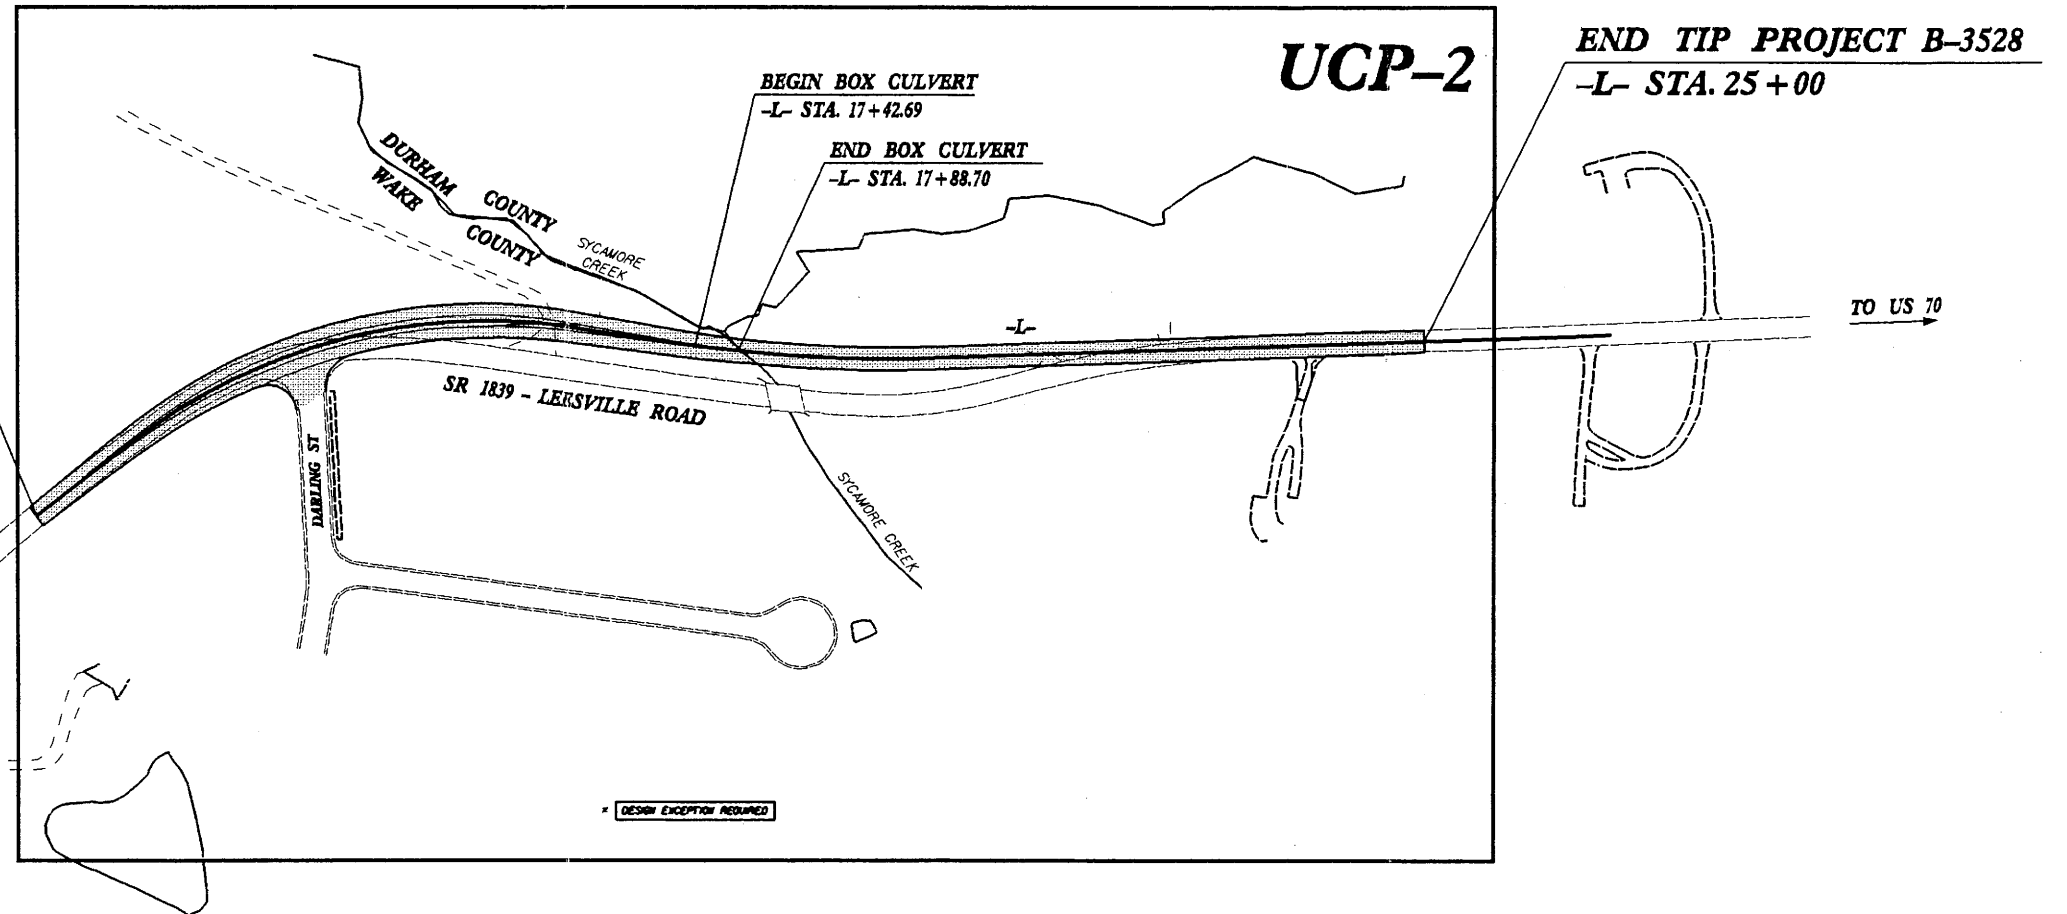 UCP-2
END TIP PROJECT B-3528
-L- STA. 25+00
BEGIN BOX CULVERT
-L- STA. 17+42.69
END BOX CULVERT
-L- STA. 17+88.70
DURHAM COUNTY
WAKE COUNTY
SYCAMORE
CREEK
-L-
TO US 70
SR 1839 - LEESVILLE ROAD
DARLING ST
SYCAMORE CREEK
* DESIGN EXCEPTION REQUIRED